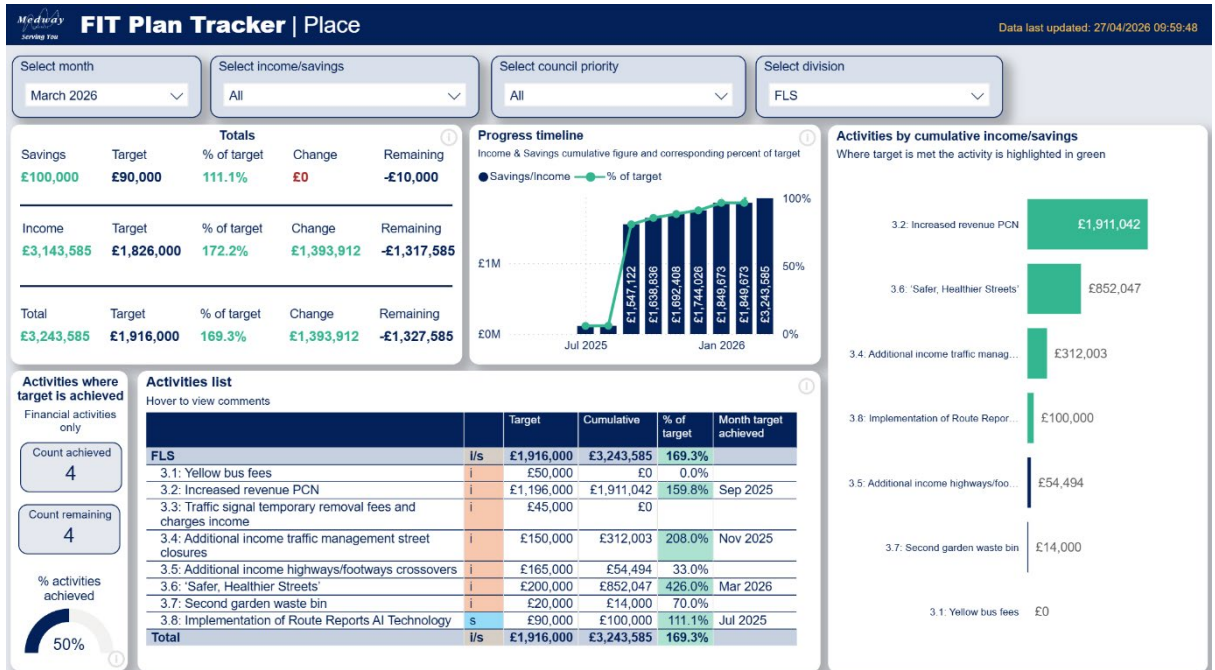 Medway
Serving You
FIT Plan Tracker | Place
Data last updated: 27/04/2026 09:59:48
Select month
March 2026
Select income/savings
All
Select council priority
All
Select division
FLS
Totals
Savings Target % of target Change Remaining
£100,000 £90,000 111.1% £0 -£10,000
Income Target % of target Change Remaining
£3,143,585 £1,826,000 172.2% £1,393,912 -£1,317,585
Total Target % of target Change Remaining
£3,243,585 £1,916,000 169.3% £1,393,912 -£1,327,585
Progress timeline
Income & Savings cumulative figure and corresponding percent of target
Savings/Income % of target
100%
£1M
50%
£0M
0%
£1,547,122
£1,638,836
£1,692,408
£1,744,026
£1,849,673
£1,849,673
£3,243,585
Jul 2025 Jan 2026
Activities by cumulative income/savings
Where target is met the activity is highlighted in green
3.2: Increased revenue PCN £1,911,042
3.6: 'Safer, Healthier Streets' £852,047
3.4: Additional income traffic manag... £312,003
3.8: Implementation of Route Repor... £100,000
3.5: Additional income highways/foo... £54,494
3.7: Second garden waste bin £14,000
3.1: Yellow bus fees £0
Activities where
target is achieved
Financial activities
only
Count achieved
4
Count remaining
4
% activities
achieved
50%
Activities list
Hover to view comments
Target Cumulative % of target Month target achieved
FLS i/s £1,916,000 £3,243,585 169.3%
3.1: Yellow bus fees i £50,000 £0 0.0%
3.2: Increased revenue PCN i £1,196,000 £1,911,042 159.8% Sep 2025
3.3: Traffic signal temporary removal fees and i £45,000 £0
charges income
3.4: Additional income traffic management street i £150,000 £312,003 208.0% Nov 2025
closures
3.5: Additional income highways/footways crossovers i £165,000 £54,494 33.0%
3.6: 'Safer, Healthier Streets' i £200,000 £852,047 426.0% Mar 2026
3.7: Second garden waste bin i £20,000 £14,000 70.0%
3.8: Implementation of Route Reports AI Technology s £90,000 £100,000 111.1% Jul 2025
Total i/s £1,916,000 £3,243,585 169.3%